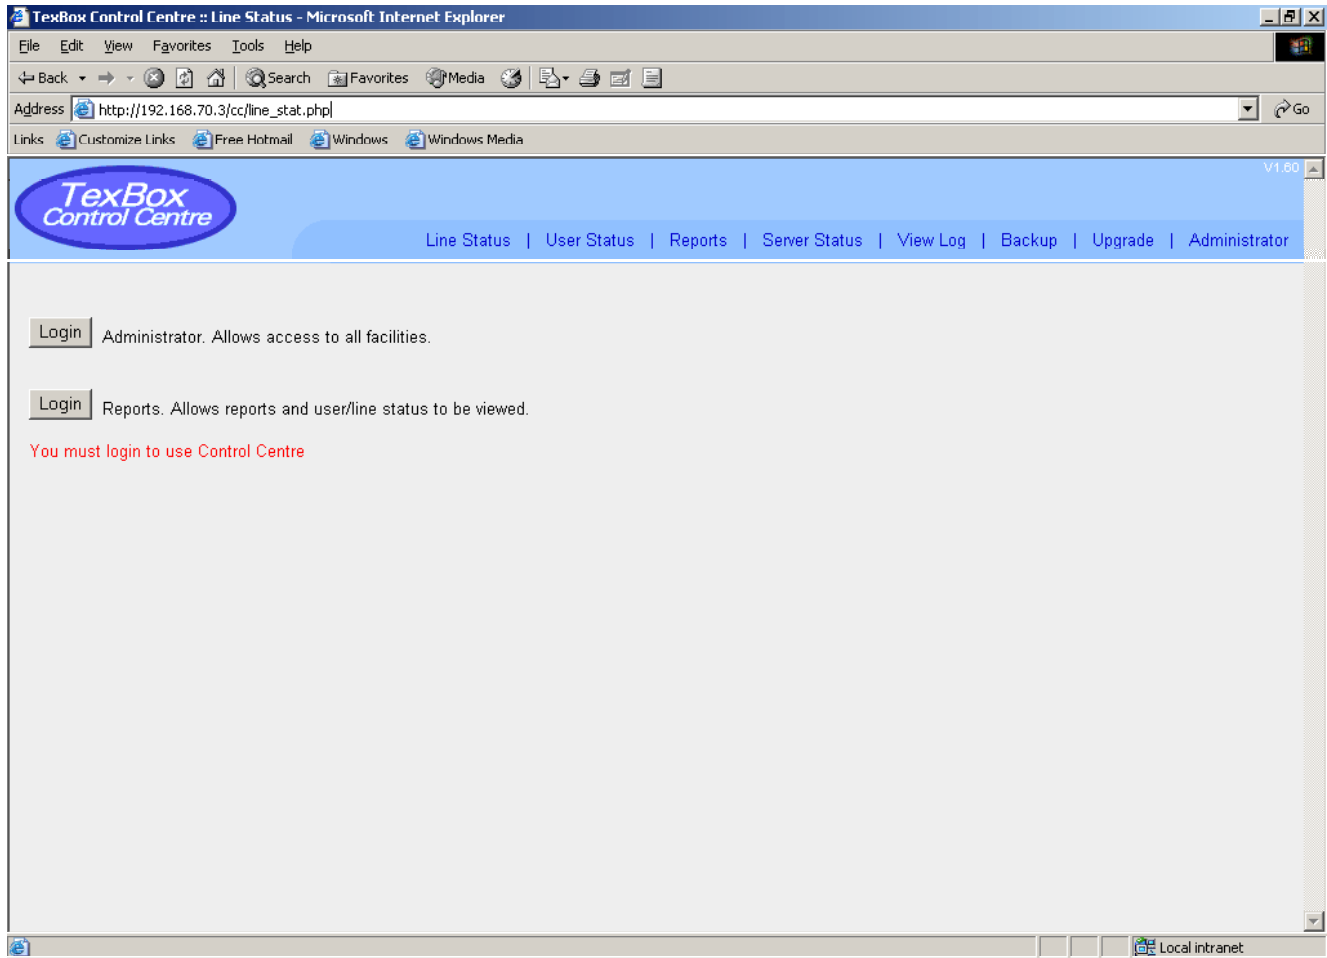 TexBox Control Centre :: Line Status - Microsoft Internet Explorer
File Edit View Favorites Tools Help
Back Search Favorites Media
Address http://192.168.70.3/cc/line_stat.php Go
Links Customize Links Free Hotmail Windows Windows Media
V1.60
TexBox
Control Centre
Line Status | User Status | Reports | Server Status | View Log | Backup | Upgrade | Administrator
Login Administrator. Allows access to all facilities.
Login Reports. Allows reports and user/line status to be viewed.
You must login to use Control Centre
Local intranet